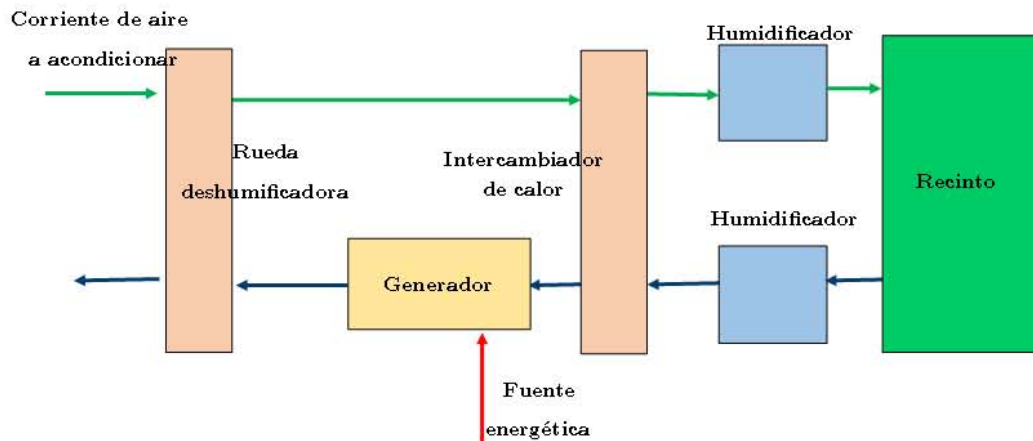 Corriente de aire
a acondicionar
Humidificador
Rueda
deshumificadora
Intercambiador
de calor
Recinto
Humidificador
Generador
Fuente
energética